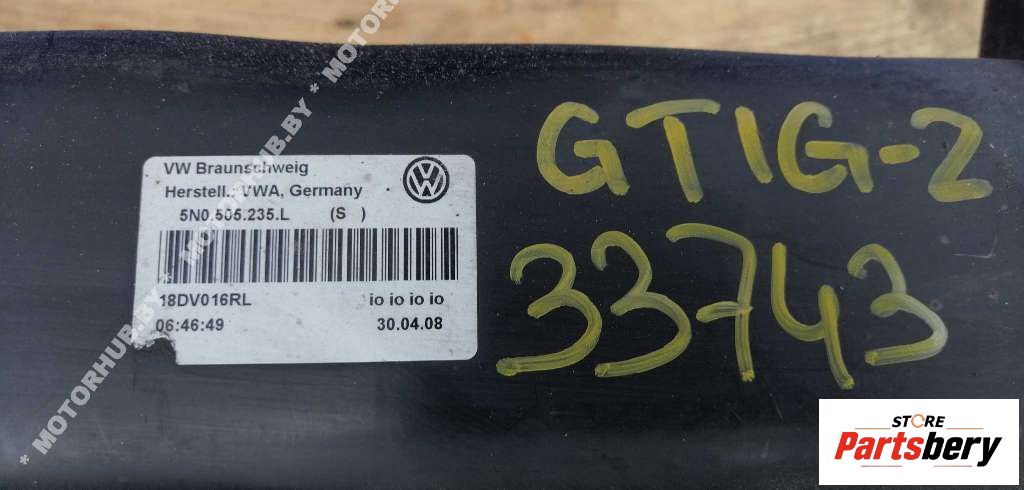 * MOTORHUB.BY * MOTORHUB.BY *
VW Braunschweig
Herstell.: VWA, Germany
5N0.505.235.L (S )
18DV016RL io io io io
06:46:49 30.04.08
GTIG-2
33743
STORE
Partsbery